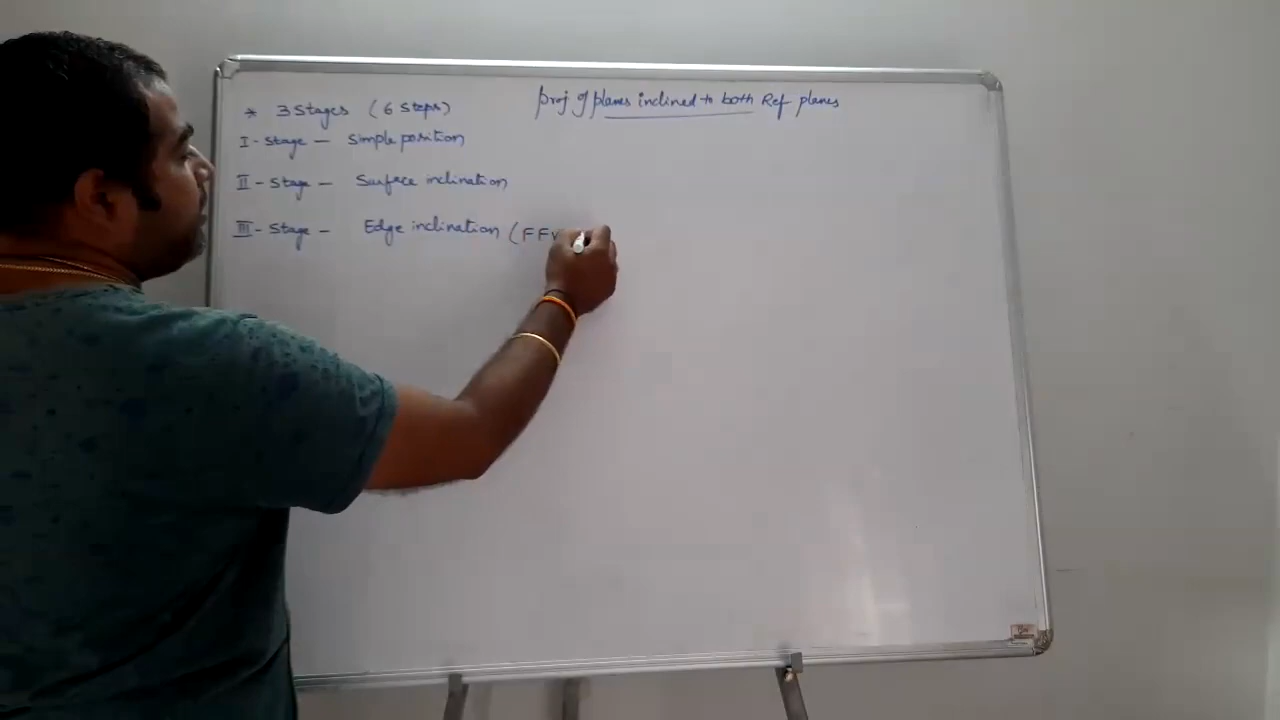 Proj of planes inclined to both Ref planes
* 3 Stages (6 Steps)
I - Stage - Simple position
II - Stage - Surface inclination
III - Stage - Edge inclination (FFV